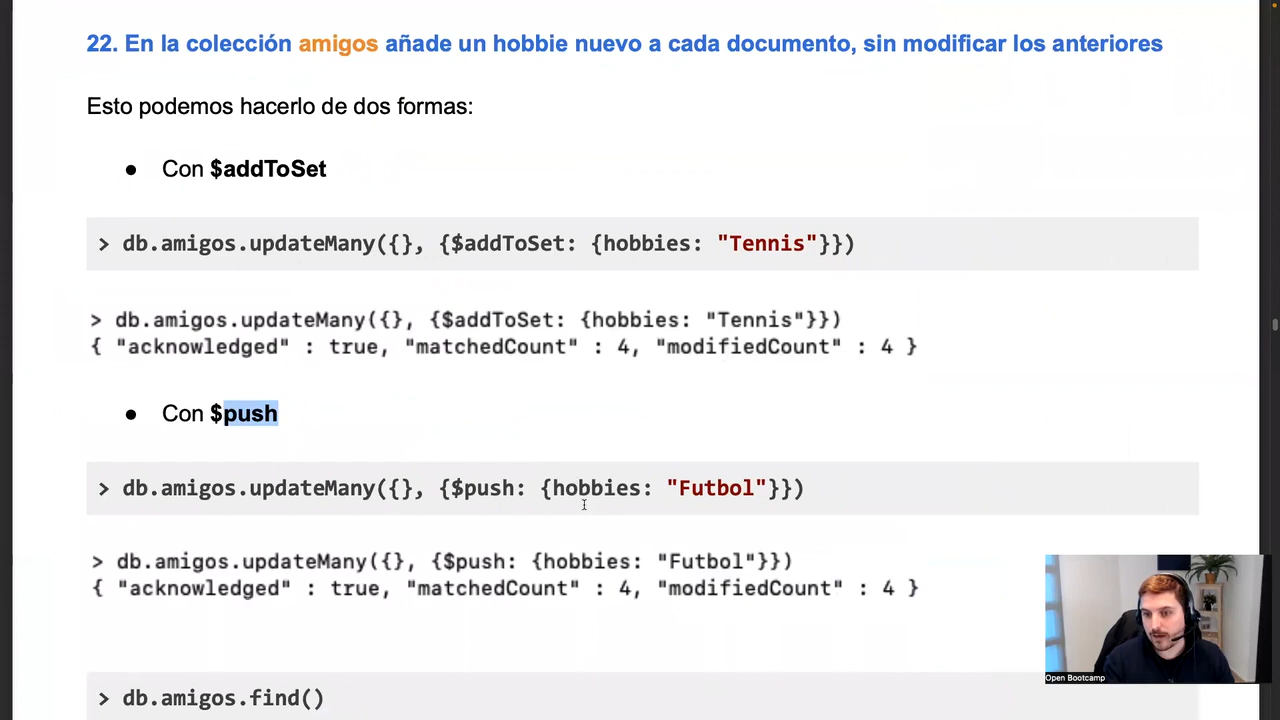 22. En la colección amigos añade un hobbie nuevo a cada documento, sin modificar los anteriores
Esto podemos hacerlo de dos formas:
● Con $addToSet
> db.amigos.updateMany({}, {$addToSet: {hobbies: "Tennis"}})
> db.amigos.updateMany({}, {$addToSet: {hobbies: "Tennis"}})
{ "acknowledged" : true, "matchedCount" : 4, "modifiedCount" : 4 }
● Con $push
> db.amigos.updateMany({}, {$push: {hobbies: "Futbol"}})
> db.amigos.updateMany({}, {$push: {hobbies: "Futbol"}})
{ "acknowledged" : true, "matchedCount" : 4, "modifiedCount" : 4 }
> db.amigos.find()
Open Bootcamp